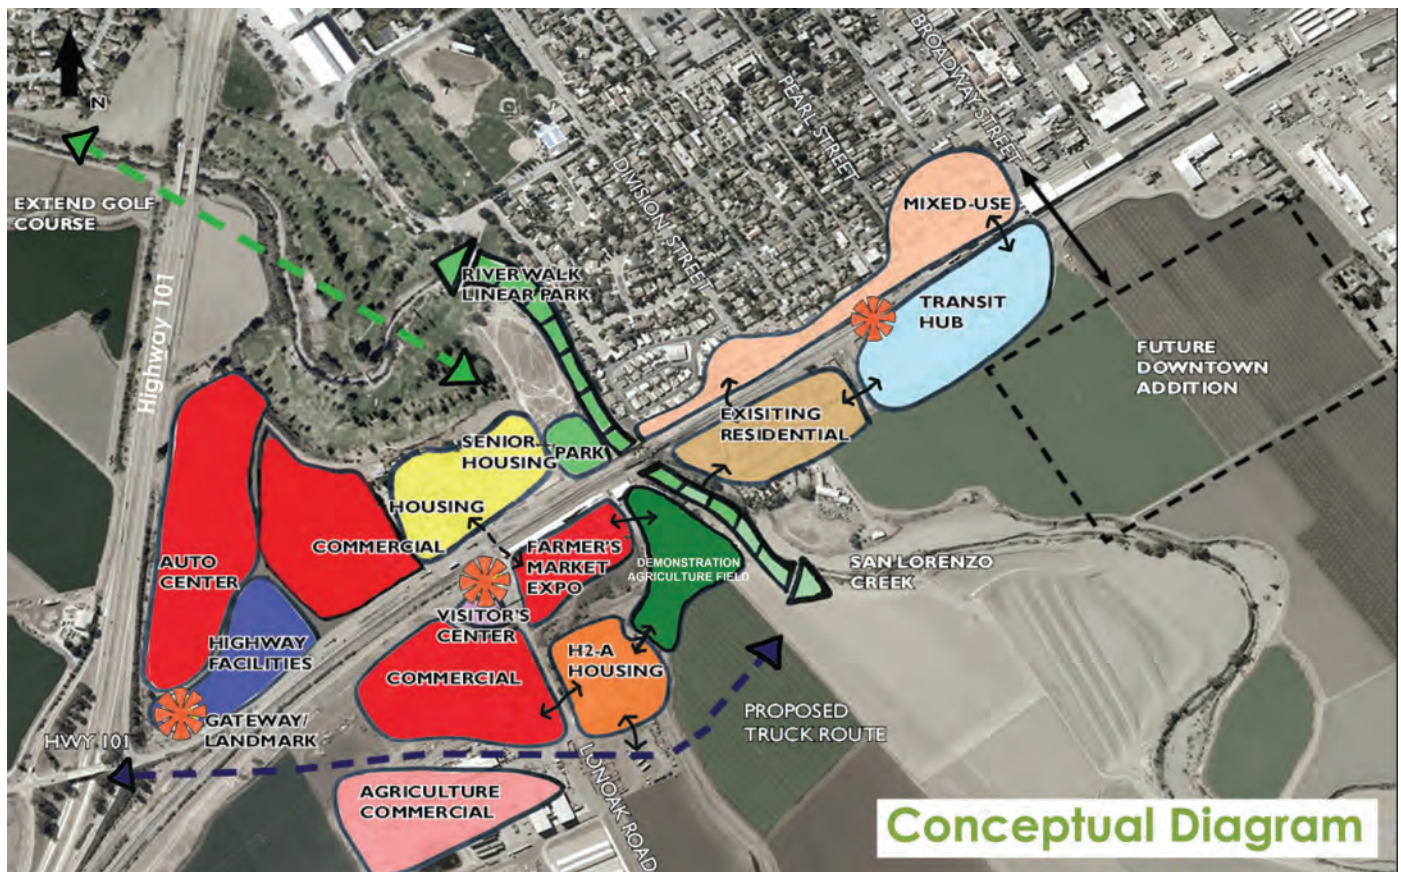 N
EXTEND GOLF
COURSE
Highway 101
RIVERWALK
LINEAR PARK
DIVISION STREET
PEARL STREET
BROADWAY STREET
MIXED-USE
TRANSIT
HUB
FUTURE
DOWNTOWN
ADDITION
EXISITING
RESIDENTIAL
SENIOR
HOUSING
PARK
HOUSING
COMMERCIAL
AUTO
CENTER
FARMER'S
MARKET
EXPO
DEMONSTRATION
AGRICULTURE FIELD
SAN LORENZO
CREEK
VISITOR'S
CENTER
HIGHWAY
FACILITIES
H2-A
HOUSING
COMMERCIAL
GATEWAY/
LANDMARK
HWY 101
PROPOSED
TRUCK ROUTE
LONOAK ROAD
AGRICULTURE
COMMERCIAL
Conceptual Diagram